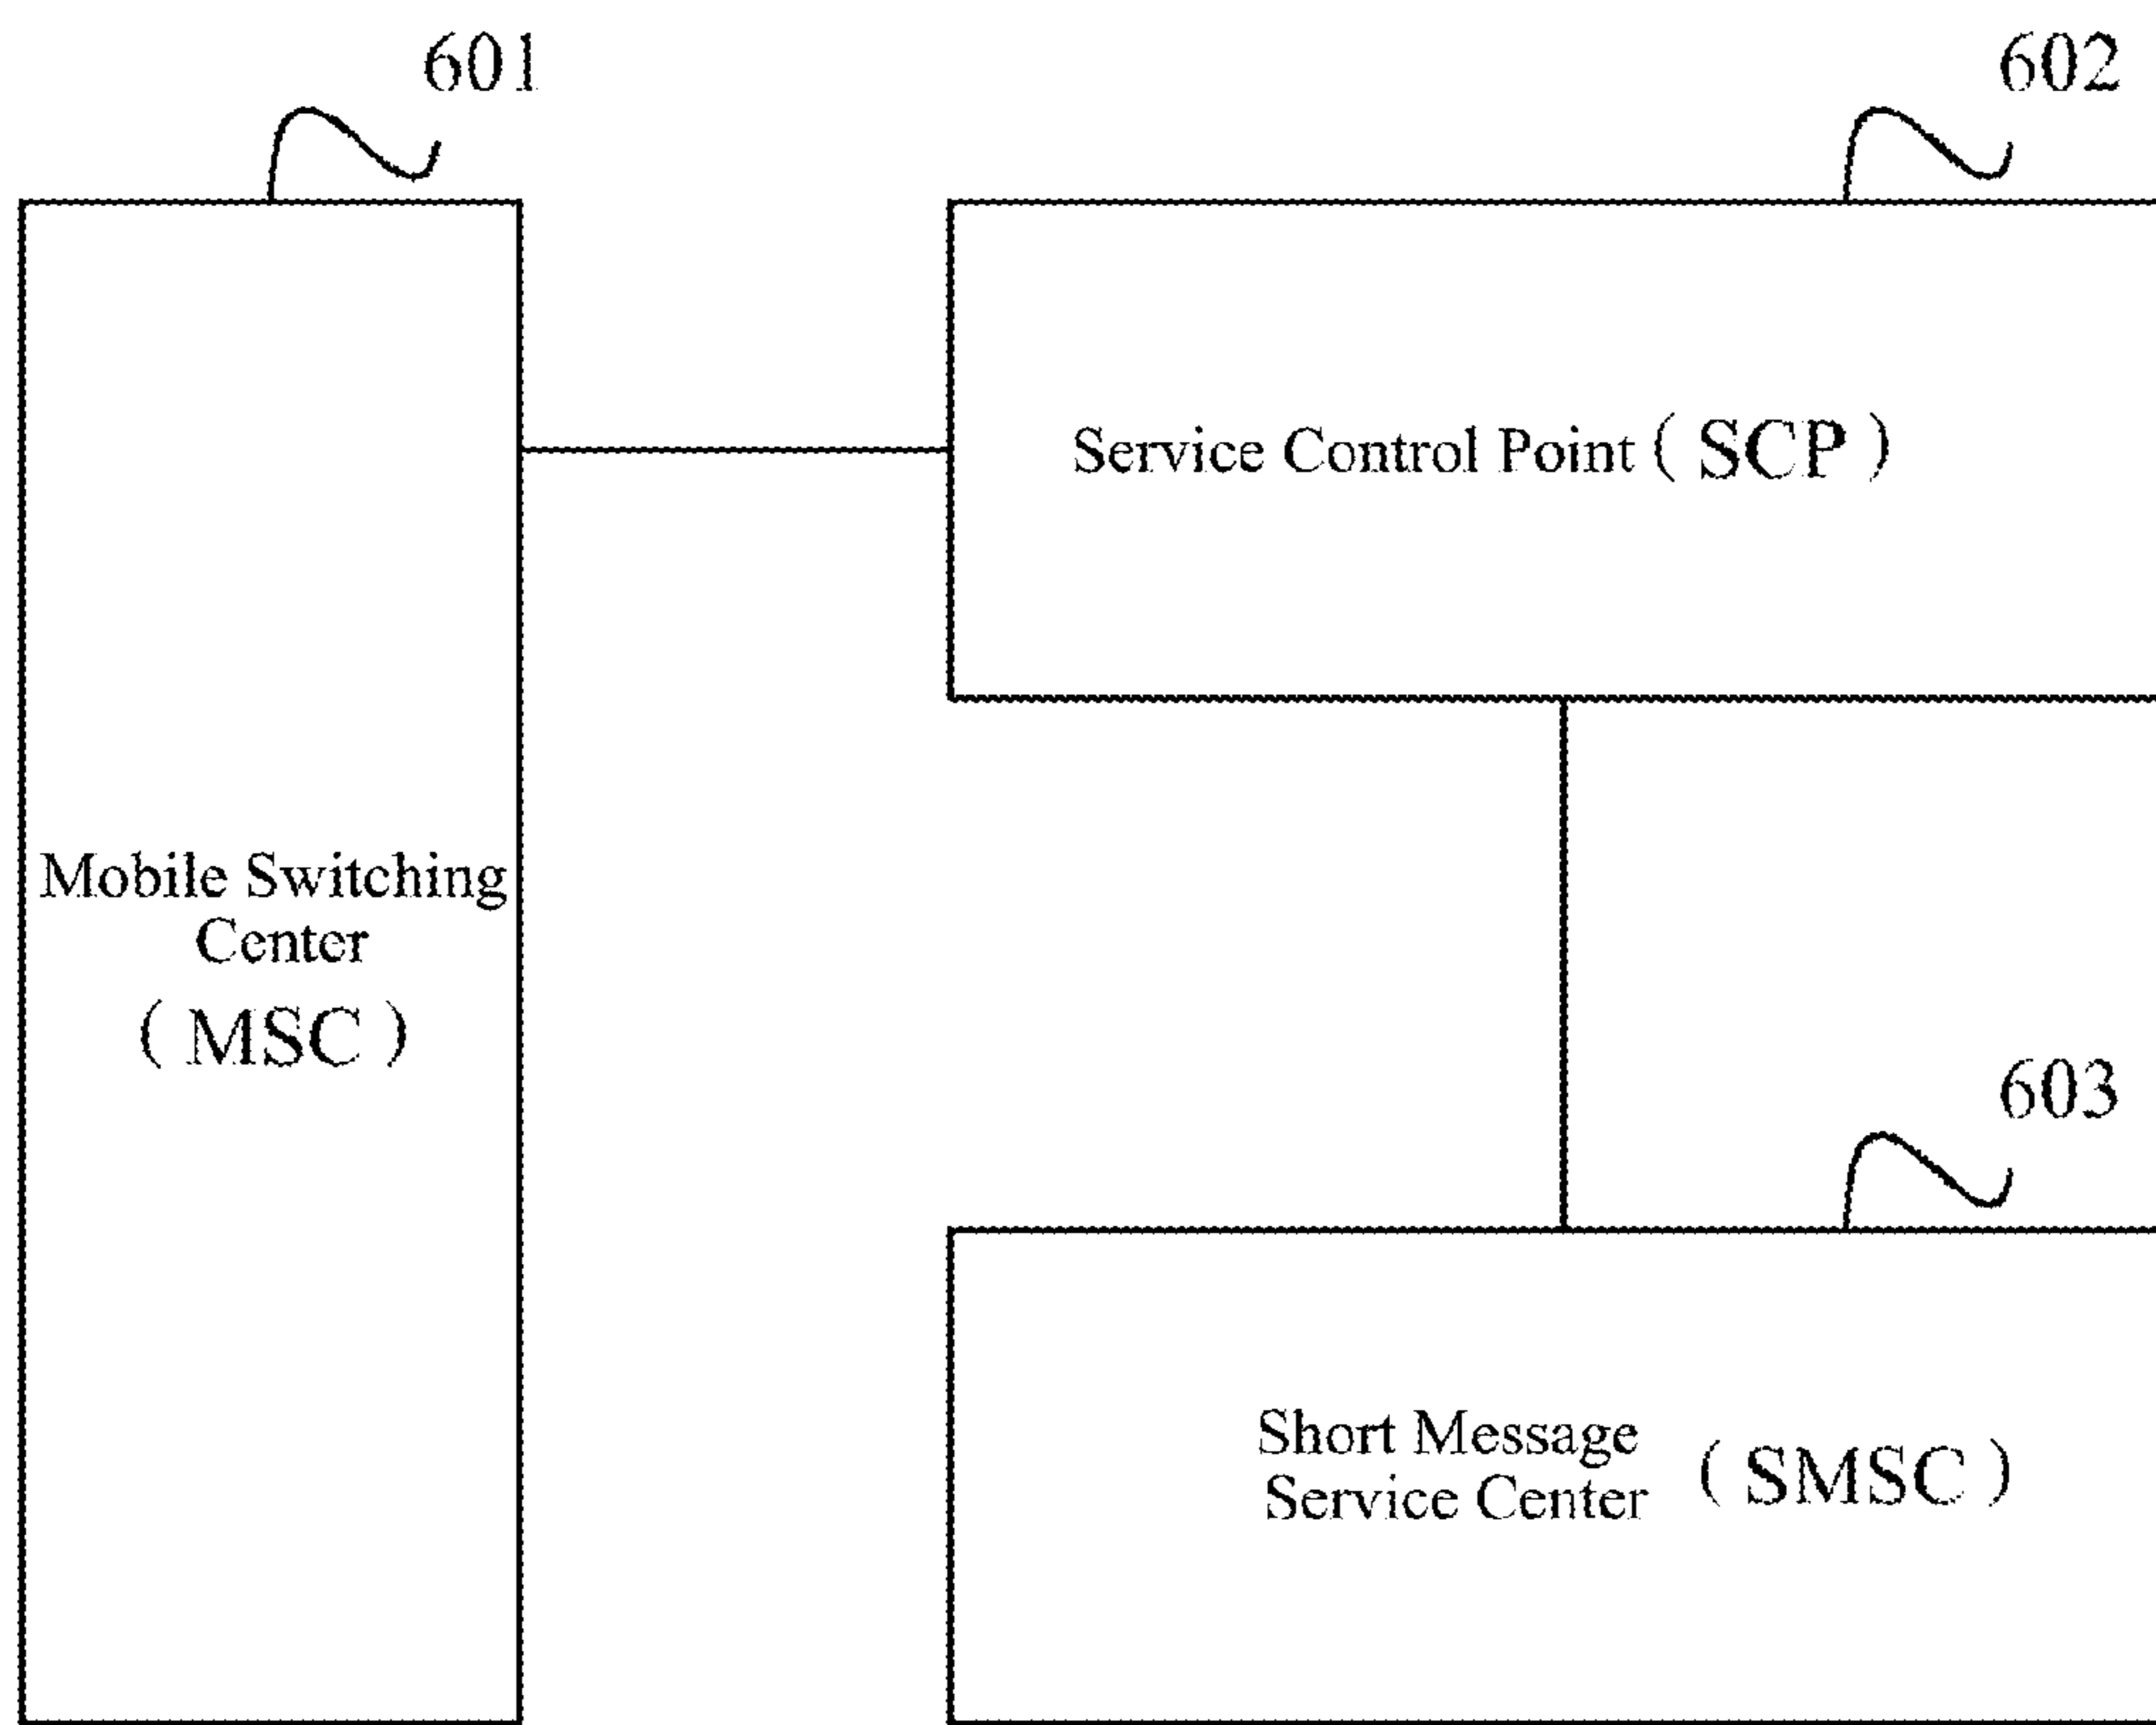 601
602
Service Control Point ( SCP )
Mobile Switching
Center
( MSC )
603
Short Message
Service Center ( SMSC )